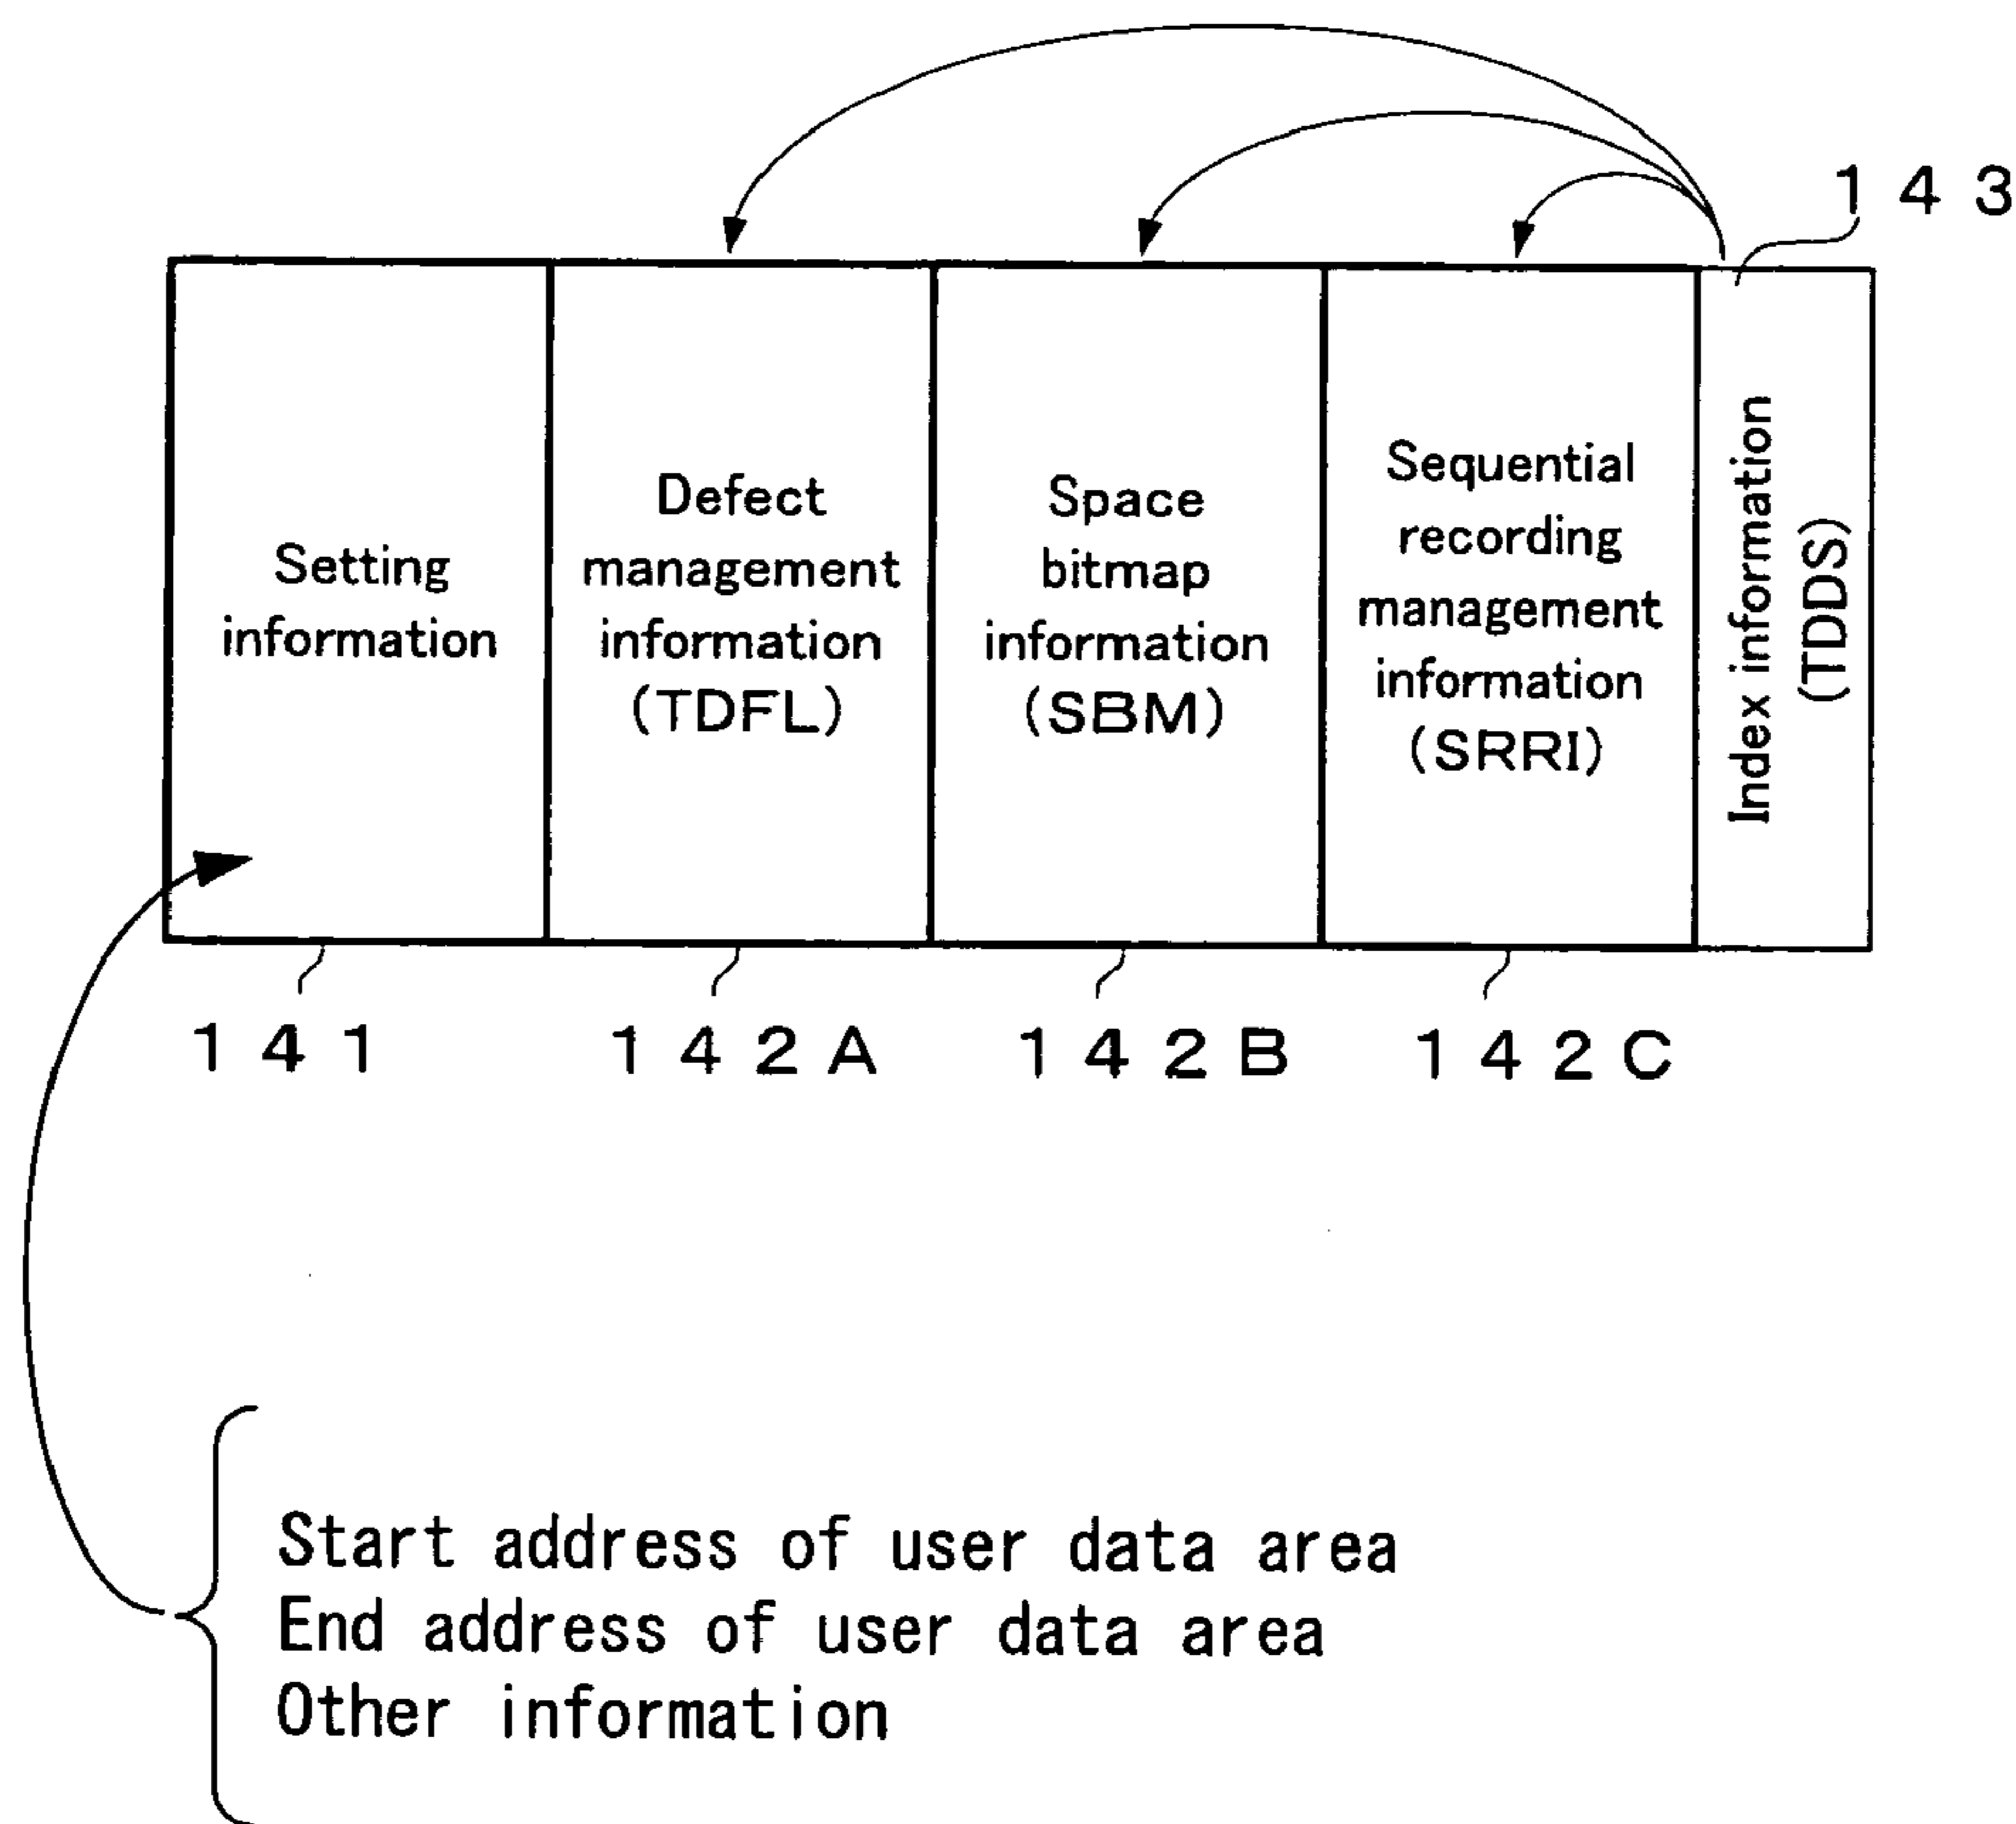 1 4 3
Setting
information
Defect
management
information
(TDFL)
Space
bitmap
information
(SBM)
Sequential
recording
management
information
(SRRI)
Index information
(TDDS)
1 4 1
1 4 2 A
1 4 2 B
1 4 2 C
Start address of user data area
End address of user data area
Other information